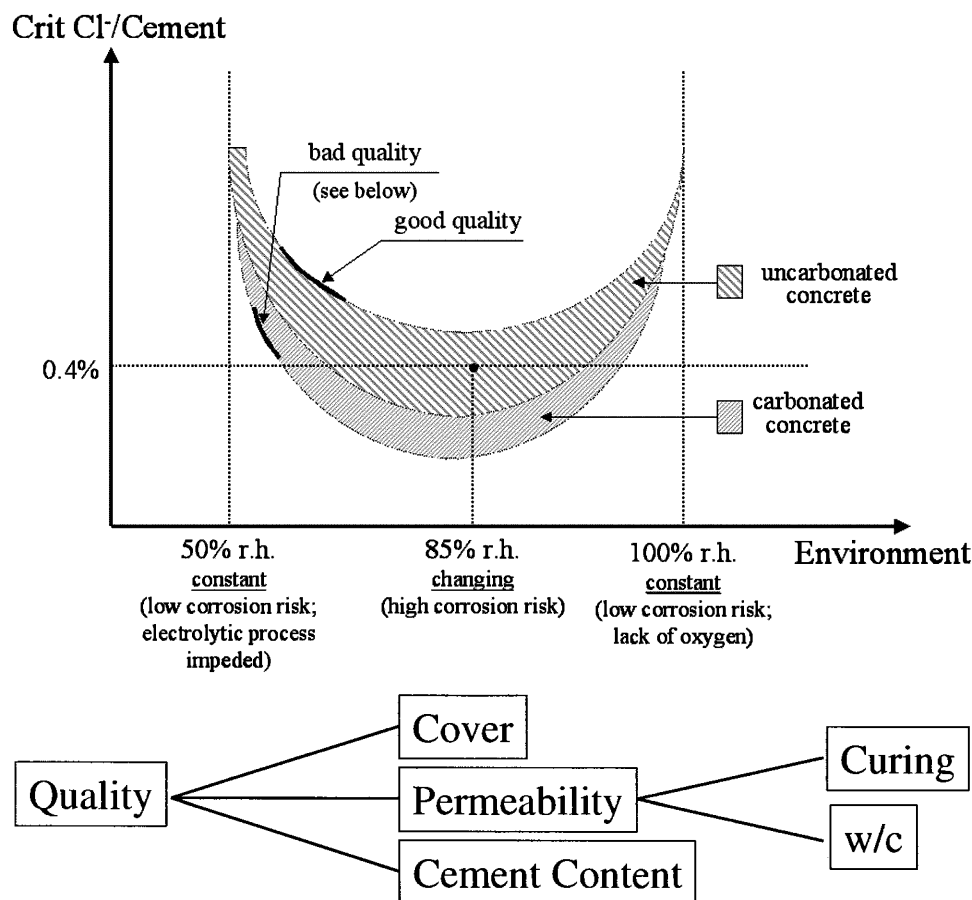 Crit Cl-/Cement
bad quality
(see below)
good quality
uncarbonated
concrete
0.4%
carbonated
concrete
50% r.h.
constant
(low corrosion risk;
electrolytic process
impeded)
85% r.h.
changing
(high corrosion risk)
100% r.h.
constant
(low corrosion risk;
lack of oxygen)
Environment
Cover
Quality
Permeability
Cement Content
Curing
w/c